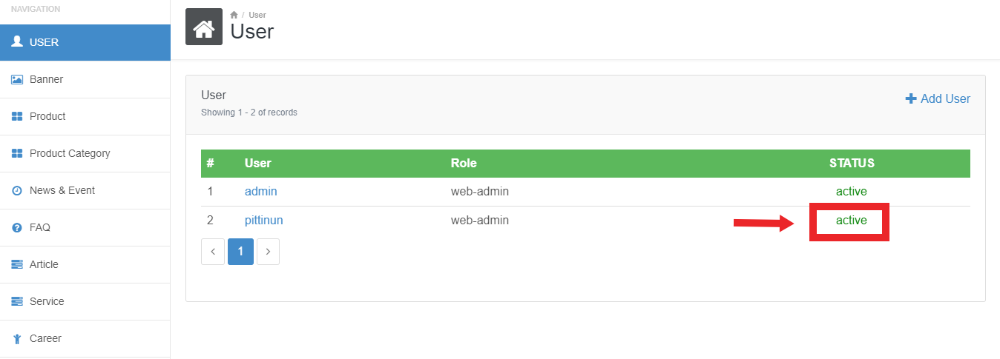 NAVIGATION
USER
Banner
Product
Product Category
News & Event
FAQ
Article
Service
Career
/ User
User
User
Showing 1 - 2 of records
Add User
# User Role STATUS
1 admin web-admin active
2 pittinun web-admin active
< 1 >